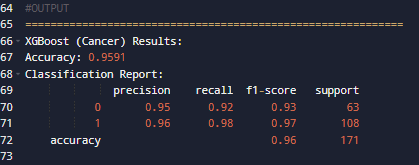 64 #OUTPUT
65 ============================================================
66 XGBoost (Cancer) Results:
67 Accuracy: 0.9591
68 Classification Report:
69 precision recall f1-score support
70 0 0.95 0.92 0.93 63
71 1 0.96 0.98 0.97 108
72 accuracy 0.96 171
73